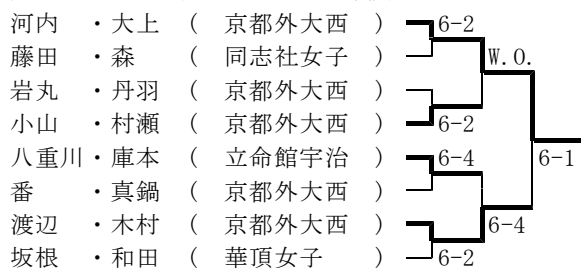 河内 ・大上 ( 京都外大西 ) 6-2
藤田 ・森 ( 同志社女子 ) W.O.
岩丸 ・丹羽 ( 京都外大西 )
小山 ・村瀬 ( 京都外大西 ) 6-2
八重川・庫本 ( 立命館宇治 ) 6-4 6-1
番 ・真鍋 ( 京都外大西 )
渡辺 ・木村 ( 京都外大西 ) 6-4
坂根 ・和田 ( 華頂女子 ) 6-2